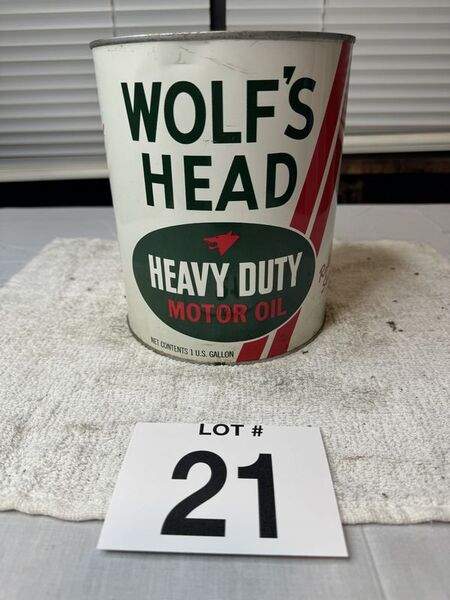 WOLF'S
HEAD
HEAVY DUTY
MOTOR OIL
NET CONTENTS 1 U.S. GALLON
LOT #
21